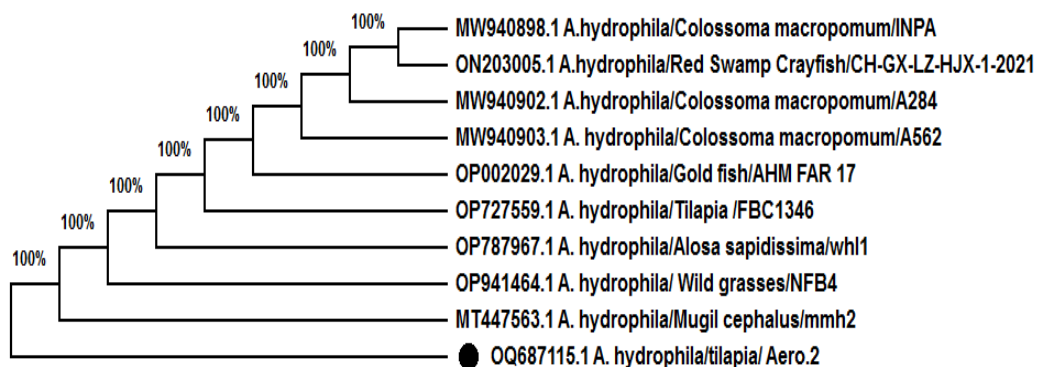 100% MW940898.1 A.hydrophila/Colossoma macropomum/INPA
100% ON203005.1 A.hydrophila/Red Swamp Crayfish/CH-GX-LZ-HJX-1-2021
100% MW940902.1 A.hydrophila/Colossoma macropomum/A284
100% MW940903.1 A. hydrophila/Colossoma macropomum/A562
100% OP002029.1 A. hydrophila/Gold fish/AHM FAR 17
100% OP727559.1 A. hydrophila/Tilapia /FBC1346
100% OP787967.1 A. hydrophila/Alosa sapidissima/whl1
100% OP941464.1 A. hydrophila/ Wild grasses/NFB4
MT447563.1 A. hydrophila/Mugil cephalus/mmh2
OQ687115.1 A. hydrophila/tilapia/ Aero.2